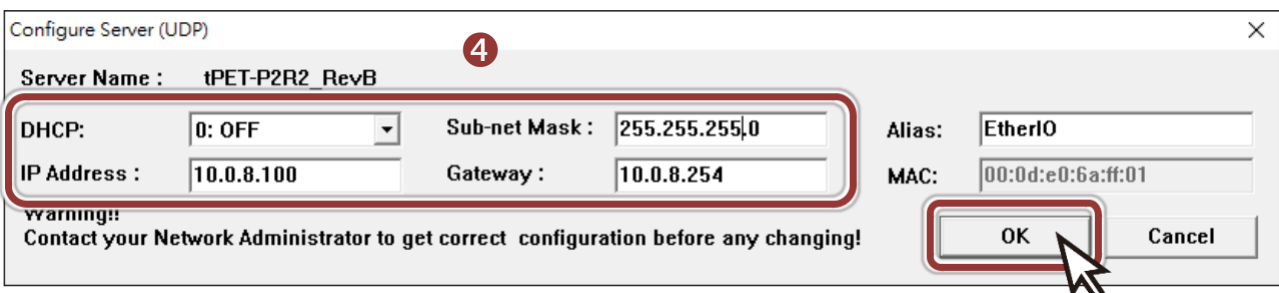 Configure Server (UDP)
4
Server Name : tPET-P2R2_RevB
DHCP: 0: OFF Sub-net Mask : 255.255.255.0 Alias: EtherIO
IP Address : 10.0.8.100 Gateway : 10.0.8.254 MAC: 00:0d:e0:6a:ff:01
Warning!!
Contact your Network Administrator to get correct configuration before any changing!
OK Cancel